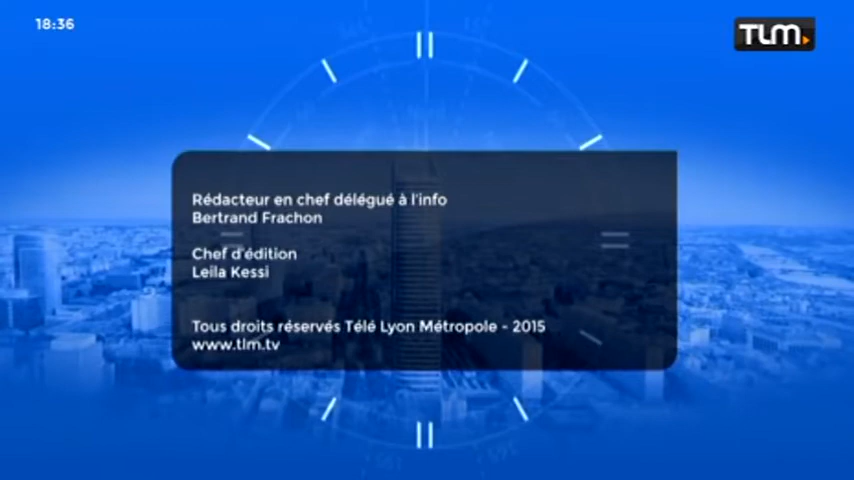 18:36
TLM
Rédacteur en chef délégué à l'info
Bertrand Frachon
Chef d'édition
Leila Kessi
Tous droits réservés Télé Lyon Métropole - 2015
www.tlm.tv